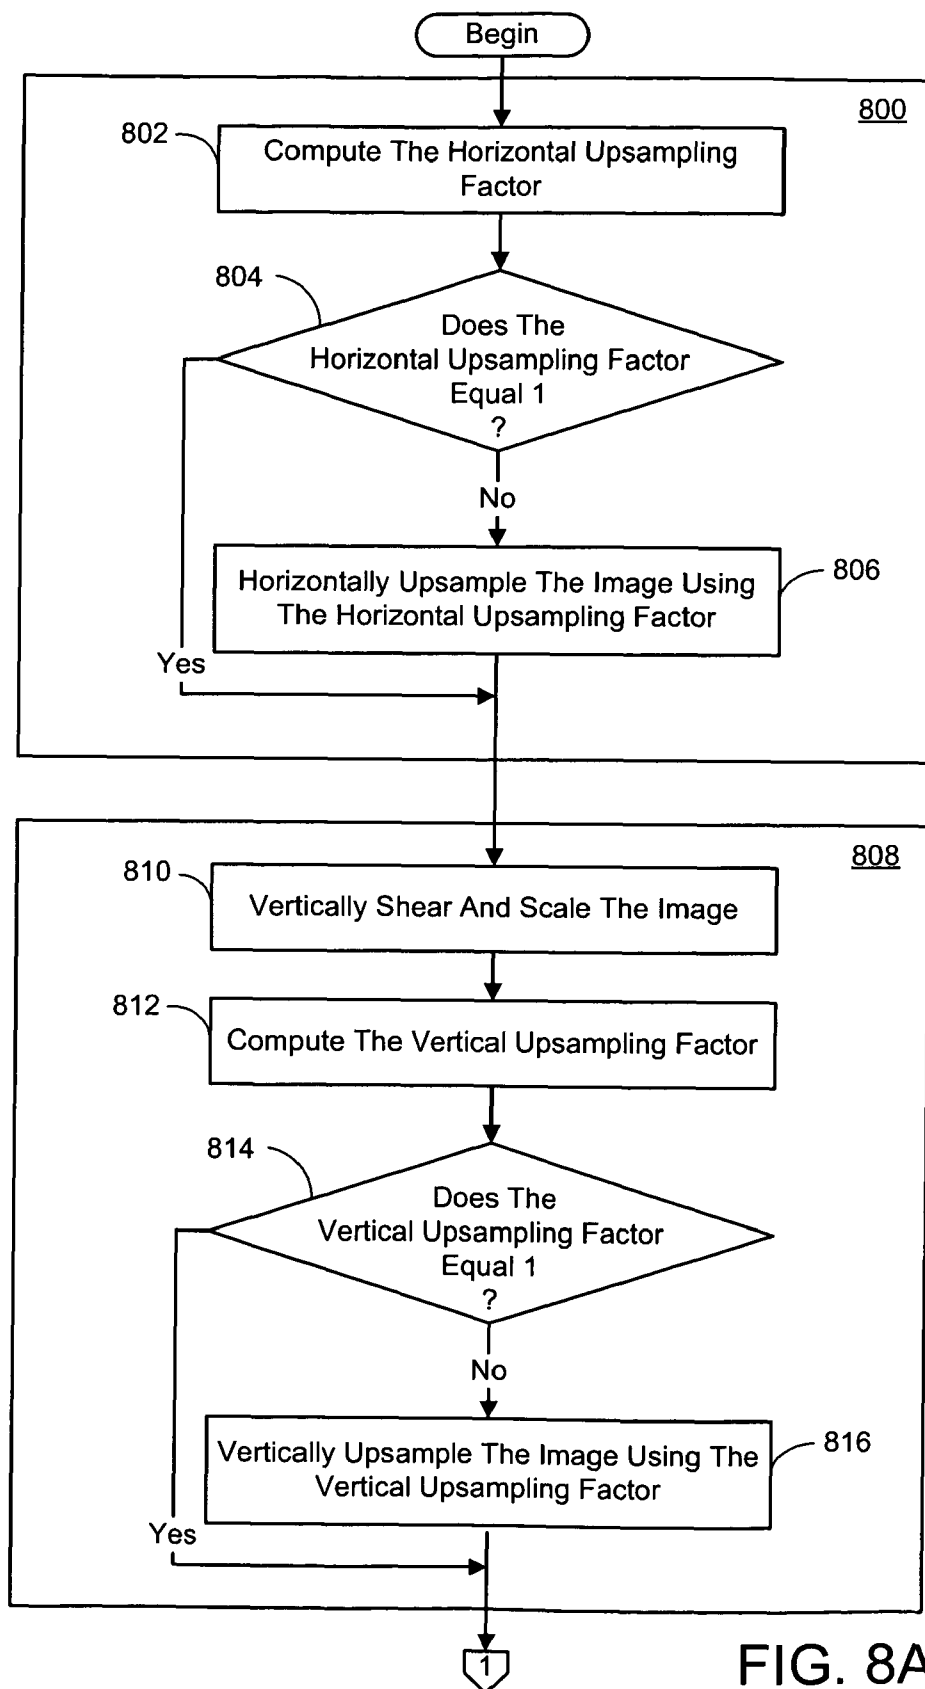 Begin
800
802
Compute The Horizontal Upsampling
Factor
804
Does The
Horizontal Upsampling Factor
Equal 1
?
No
Horizontally Upsample The Image Using
The Horizontal Upsampling Factor
806
Yes
808
810
Vertically Shear And Scale The Image
812
Compute The Vertical Upsampling Factor
814
Does The
Vertical Upsampling Factor
Equal 1
?
No
Vertically Upsample The Image Using The
Vertical Upsampling Factor
816
Yes
1
FIG. 8A